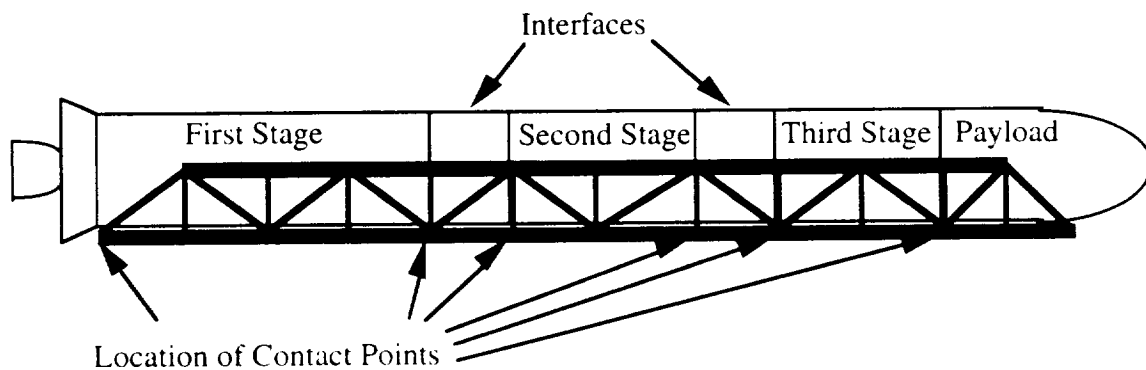 Interfaces
First Stage
Second Stage
Third Stage
Payload
Location of Contact Points